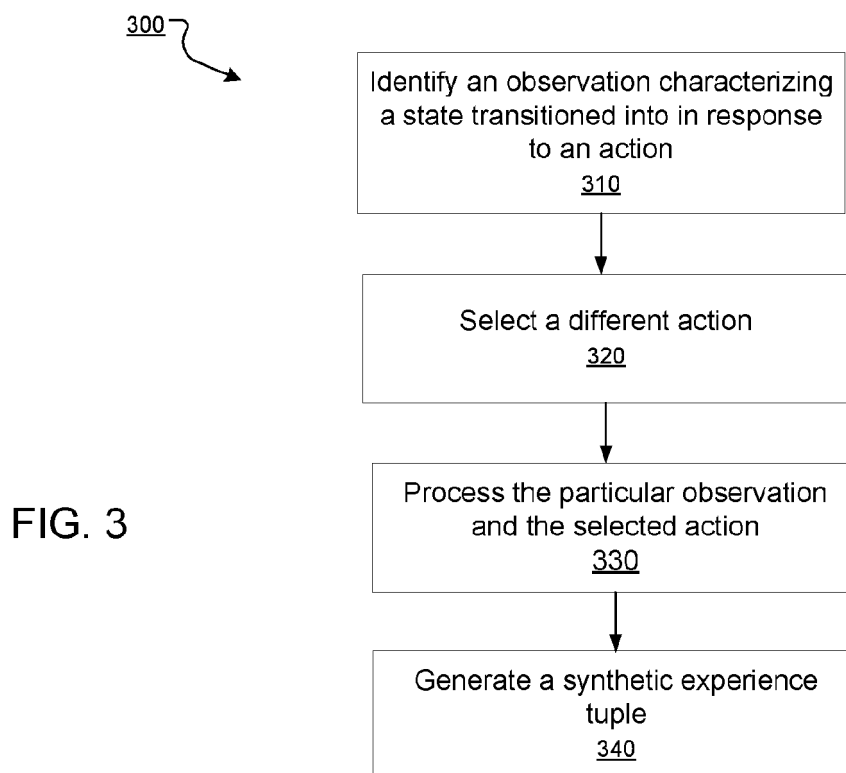 300
Identify an observation characterizing
a state transitioned into in response
to an action
310
Select a different action
320
Process the particular observation
and the selected action
330
FIG. 3
Generate a synthetic experience
tuple
340